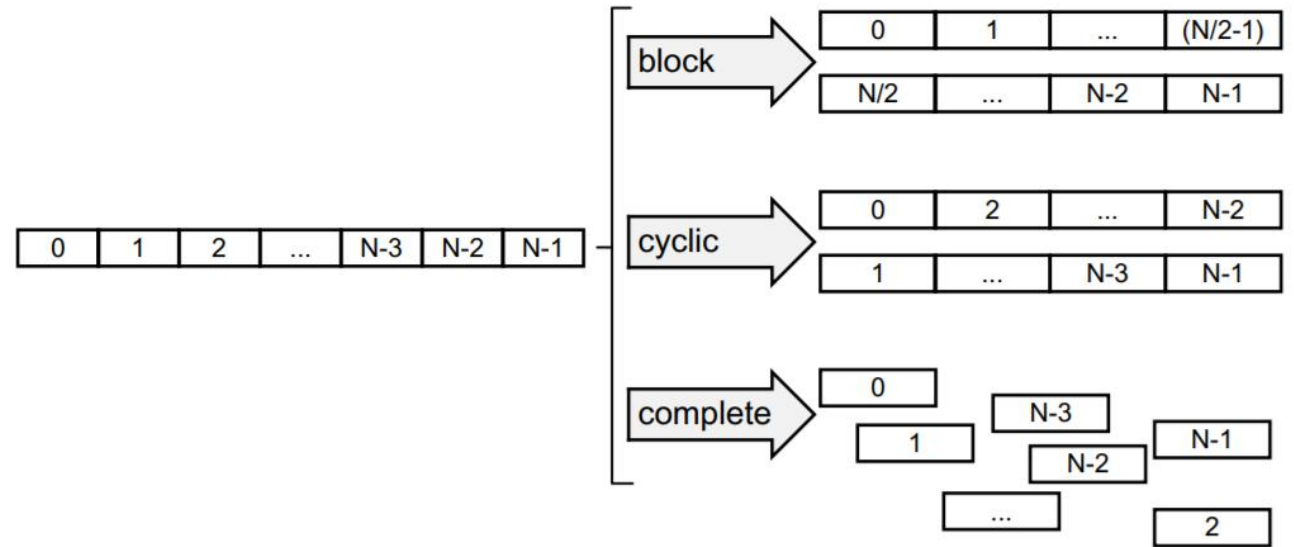 0 1 2 ... N-3 N-2 N-1
block
0 1 ... (N/2-1)
N/2 ... N-2 N-1
cyclic
0 2 ... N-2
1 ... N-3 N-1
complete
0
N-3
1
N-1
N-2
...
2